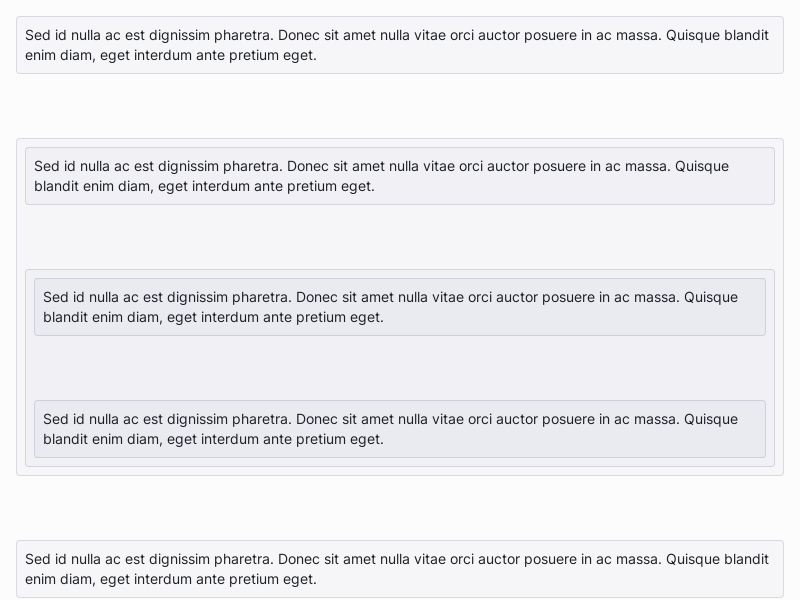 Sed id nulla ac est dignissim pharetra. Donec sit amet nulla vitae orci auctor posuere in ac massa. Quisque blandit
enim diam, eget interdum ante pretium eget.
Sed id nulla ac est dignissim pharetra. Donec sit amet nulla vitae orci auctor posuere in ac massa. Quisque
blandit enim diam, eget interdum ante pretium eget.
Sed id nulla ac est dignissim pharetra. Donec sit amet nulla vitae orci auctor posuere in ac massa. Quisque
blandit enim diam, eget interdum ante pretium eget.
Sed id nulla ac est dignissim pharetra. Donec sit amet nulla vitae orci auctor posuere in ac massa. Quisque
blandit enim diam, eget interdum ante pretium eget.
Sed id nulla ac est dignissim pharetra. Donec sit amet nulla vitae orci auctor posuere in ac massa. Quisque blandit
enim diam, eget interdum ante pretium eget.